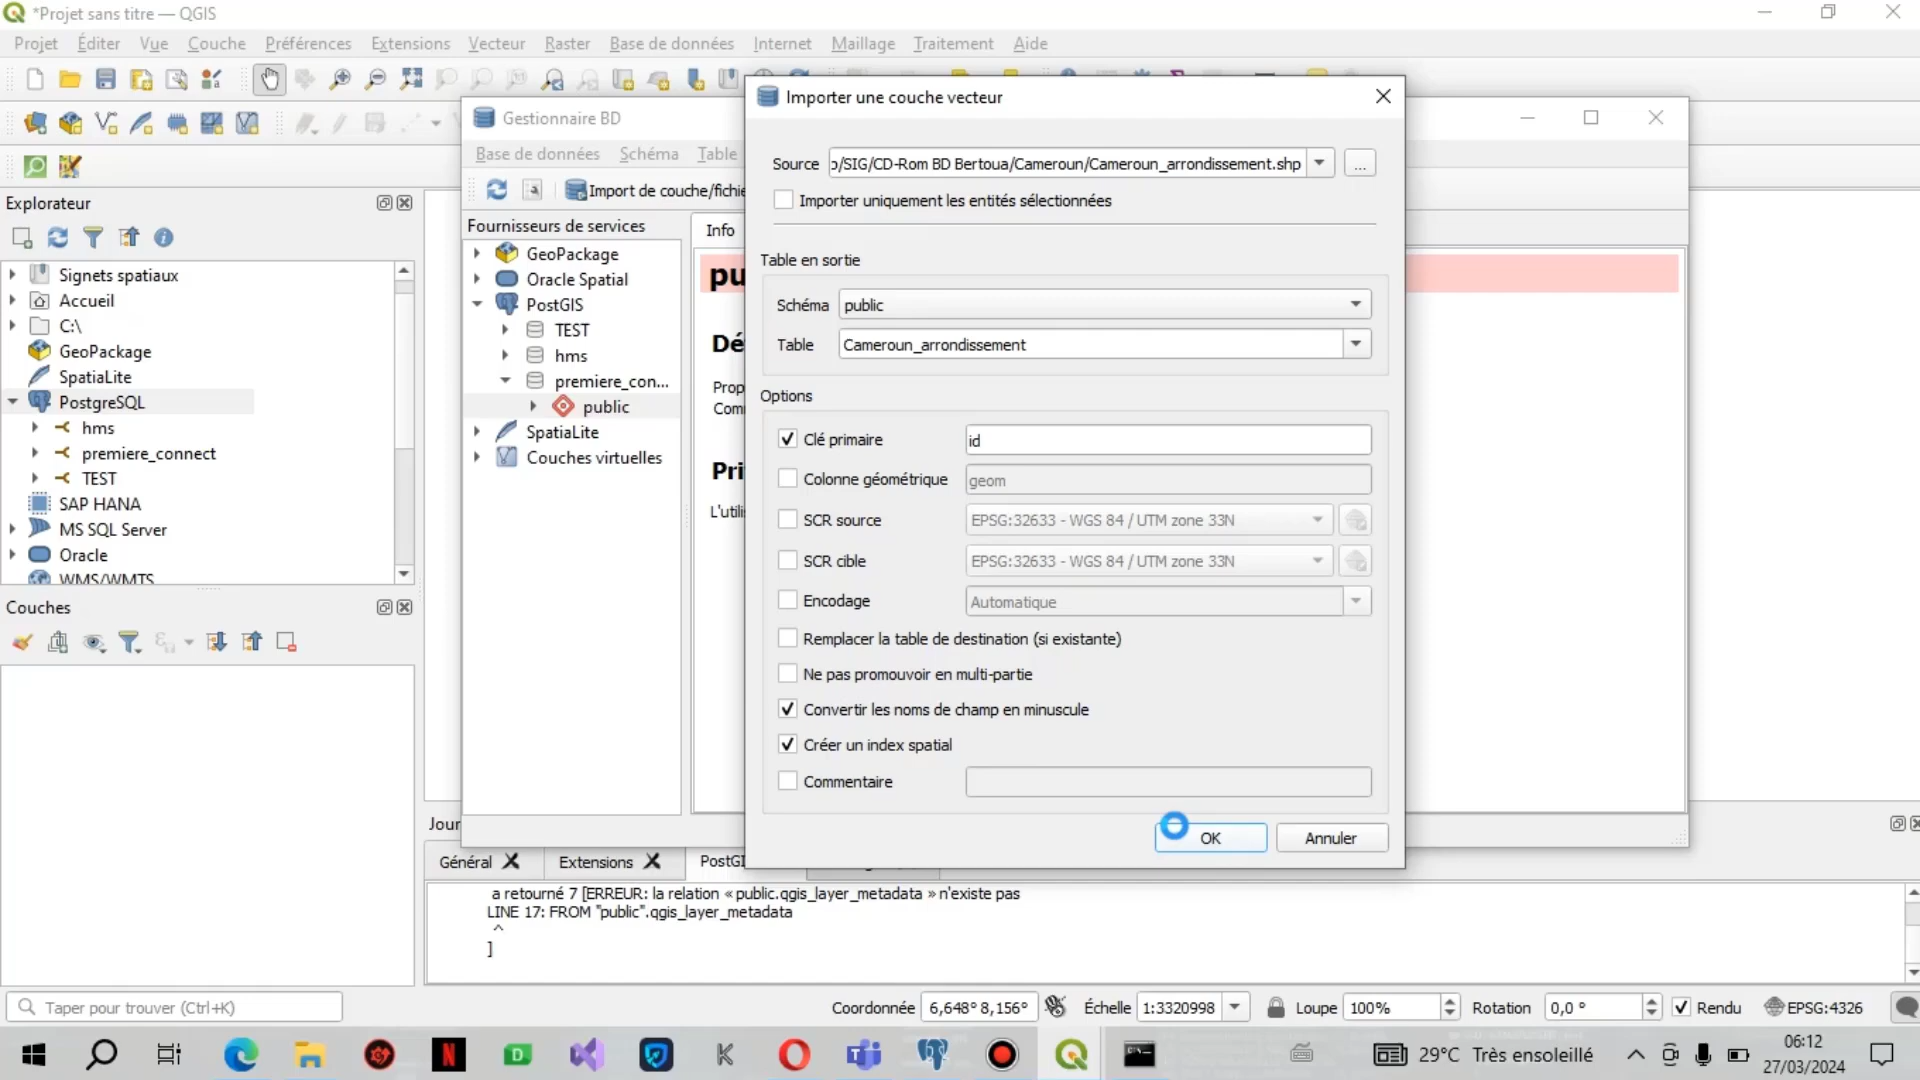 *Projet sans titre — QGIS
Projet Éditer Vue Couche Préférences Extensions Vecteur Raster Base de données Internet Maillage Traitement Aide
Explorateur
Signets spatiaux
Accueil
C:\
GeoPackage
SpatiaLite
PostgreSQL
hms
premiere_connect
TEST
SAP HANA
MS SQL Server
Oracle
WMS/WMTS
Couches
Gestionnaire BD
Base de données Schéma Table
Import de couche/fichie
Fournisseurs de services
GeoPackage
Oracle Spatial
PostGIS
TEST
hms
premiere_con...
public
SpatiaLite
Couches virtuelles
Info
pu
Dé
Prop
Com
Pri
L'utili
Importer une couche vecteur
Source o/SIG/CD-Rom BD Bertoua/Cameroun/Cameroun_arrondissement.shp ...
Importer uniquement les entités sélectionnées
Table en sortie
Schéma public
Table Cameroun_arrondissement
Options
Clé primaire id
Colonne géométrique geom
SCR source EPSG:32633 - WGS 84 / UTM zone 33N
SCR cible EPSG:32633 - WGS 84 / UTM zone 33N
Encodage Automatique
Remplacer la table de destination (si existante)
Ne pas promouvoir en multi-partie
Convertir les noms de champ en minuscule
Créer un index spatial
Commentaire
OK Annuler
Jour
Général Extensions PostGI
a retourné 7 [ERREUR: la relation « public.qgis_layer_metadata » n'existe pas
LINE 17: FROM "public".qgis_layer_metadata
^
]
Taper pour trouver (Ctrl+K) Coordonnée 6,648° 8,156° Échelle 1:3320998 Loupe 100% Rotation 0,0 ° Rendu EPSG:4326
29°C Très ensoleillé
06:12
27/03/2024